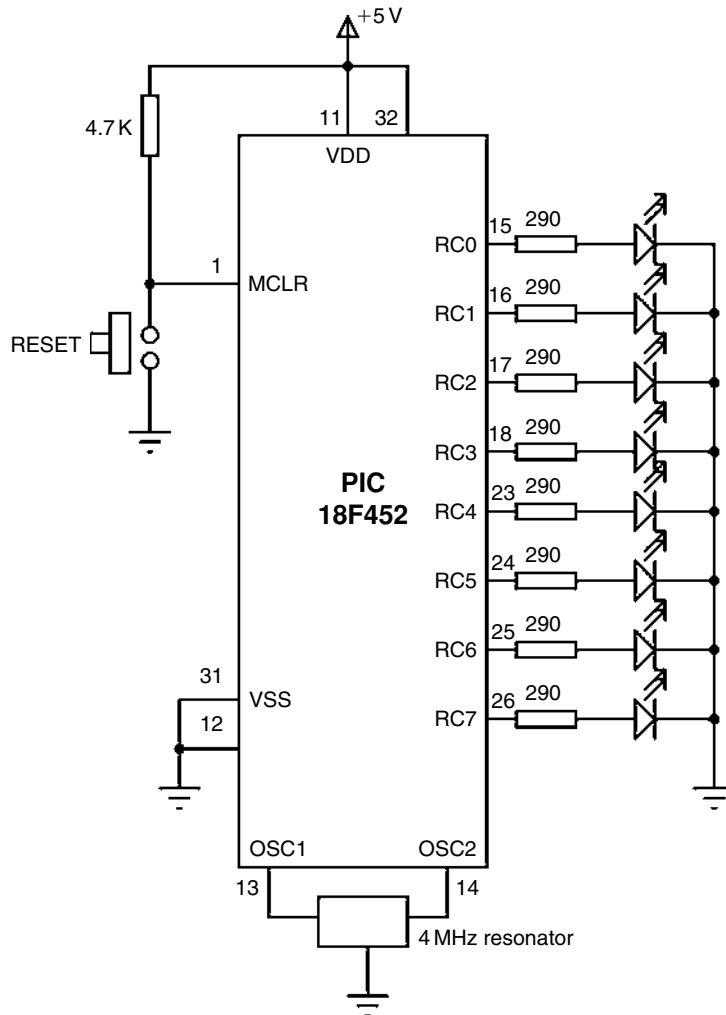 +5 V
4.7 K
11
32
VDD
15
290
RC0
1
MCLR
16
290
RC1
RESET
17
290
RC2
18
290
RC3
PIC
18F452
23
290
RC4
24
290
RC5
25
290
RC6
31
VSS
26
290
RC7
12
OSC1
OSC2
13
14
4 MHz resonator